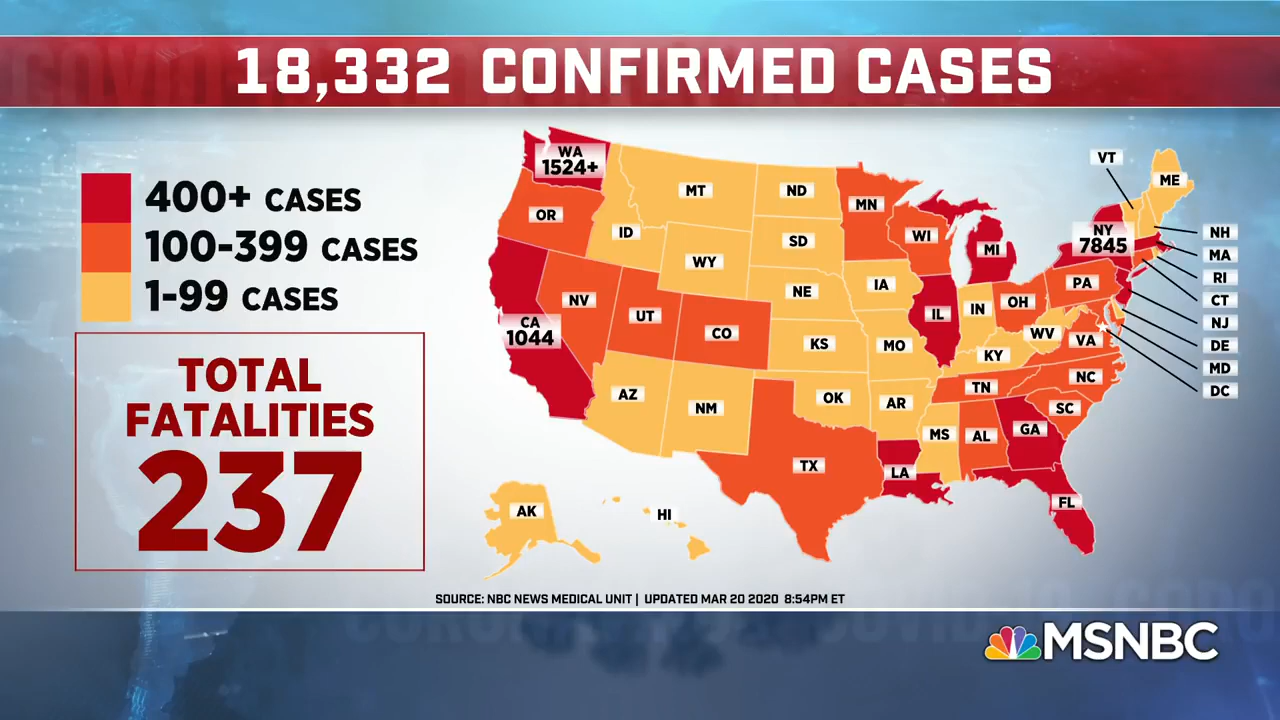 18,332 CONFIRMED CASES
400+ CASES
100-399 CASES
1-99 CASES
TOTAL
FATALITIES
237
WA
1524+
MT
ND
MN
VT
ME
OR
ID
SD
WI
MI
NY
7845
NH
MA
RI
CT
NJ
DE
MD
DC
WY
NE
IA
PA
NV
UT
CO
IL
IN
OH
CA
1044
KS
MO
WV
VA
KY
AZ
NM
OK
AR
TN
NC
SC
MS
AL
GA
TX
LA
FL
AK
HI
SOURCE: NBC NEWS MEDICAL UNIT | UPDATED MAR 20 2020 8:54PM ET
MSNBC